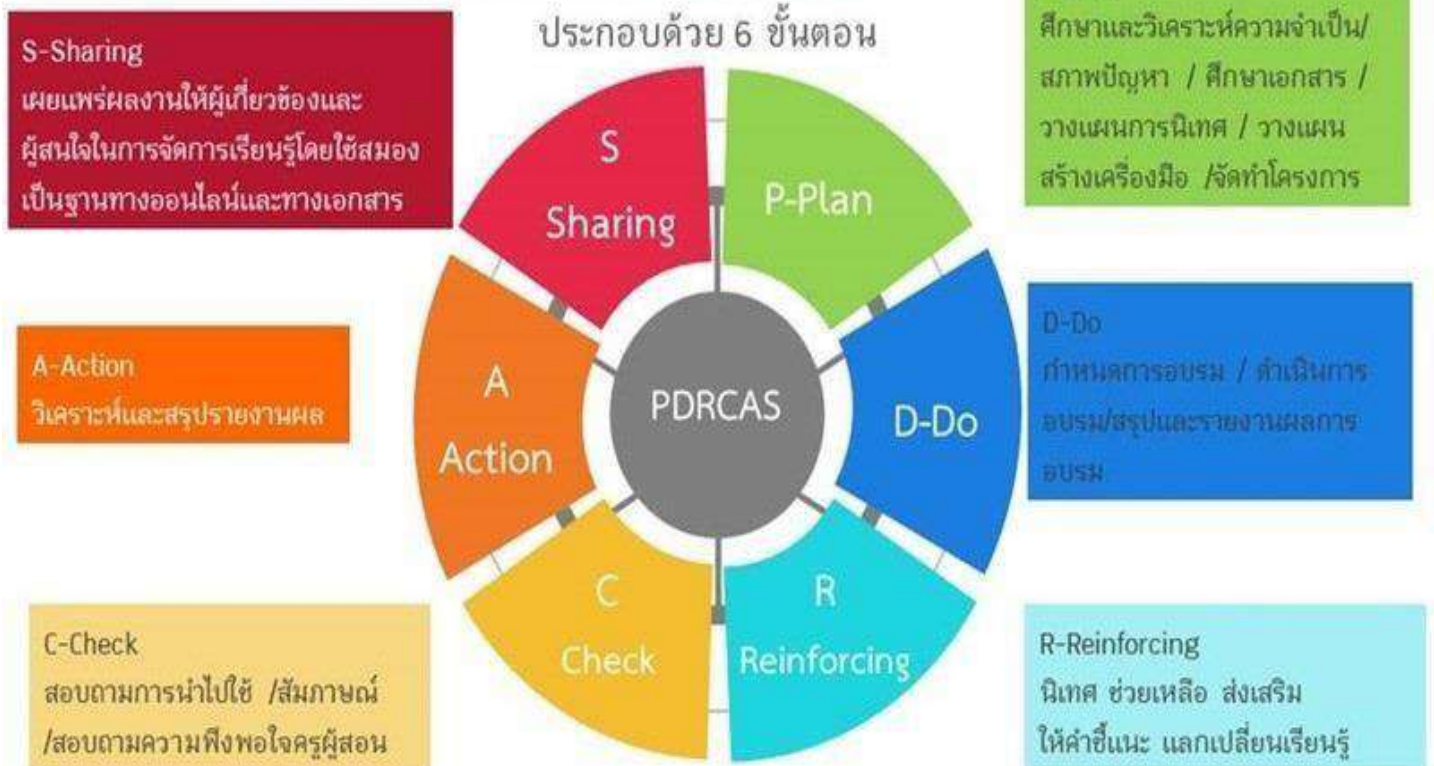 ประกอบด้วย 6 ขั้นตอน
S-Sharing
เผยแพร่ผลงานให้ผู้เกี่ยวข้องและ
ผู้สนใจในการจัดการเรียนรู้โดยใช้สมอง
เป็นฐานทางออนไลน์และทางเอกสาร
ศึกษาและวิเคราะห์ความจำเป็น/
สภาพปัญหา / ศึกษาเอกสาร /
วางแผนการนิเทศ / วางแผน
สร้างเครื่องมือ /จัดทำโครงการ
S
Sharing
P-Plan
A-Action
วิเคราะห์และสรุปรายงานผล
A
Action
PDRCAS
D-Do
D-Do
กำหนดการอบรม / ดำเนินการ
อบรม/สรุปและรายงานผลการ
อบรม
C
Check
R
Reinforcing
C-Check
สอบถามการนำไปใช้ /สัมภาษณ์
/สอบถามความพึงพอใจครูผู้สอน
R-Reinforcing
นิเทศ ช่วยเหลือ ส่งเสริม
ให้คำชี้แนะ แลกเปลี่ยนเรียนรู้